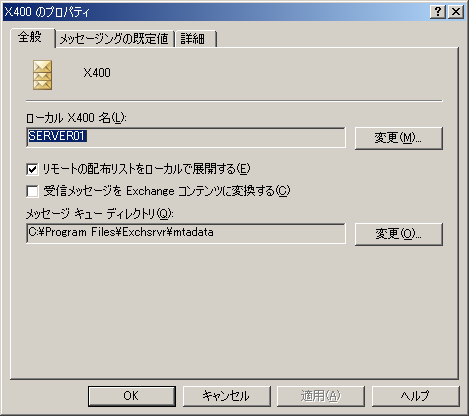 X.400 のプロパティ
全般 メッセージングの既定値 詳細
X.400
ローカル X.400 名(L):
SERVER01
変更(M)...
リモートの配布リストをローカルで展開する(E)
受信メッセージを Exchange コンテンツに変換する(C)
メッセージ キュー ディレクトリ(Q):
C:¥Program Files¥Exchsrvr¥mtadata
変更(O)...
OK キャンセル 適用(A) ヘルプ